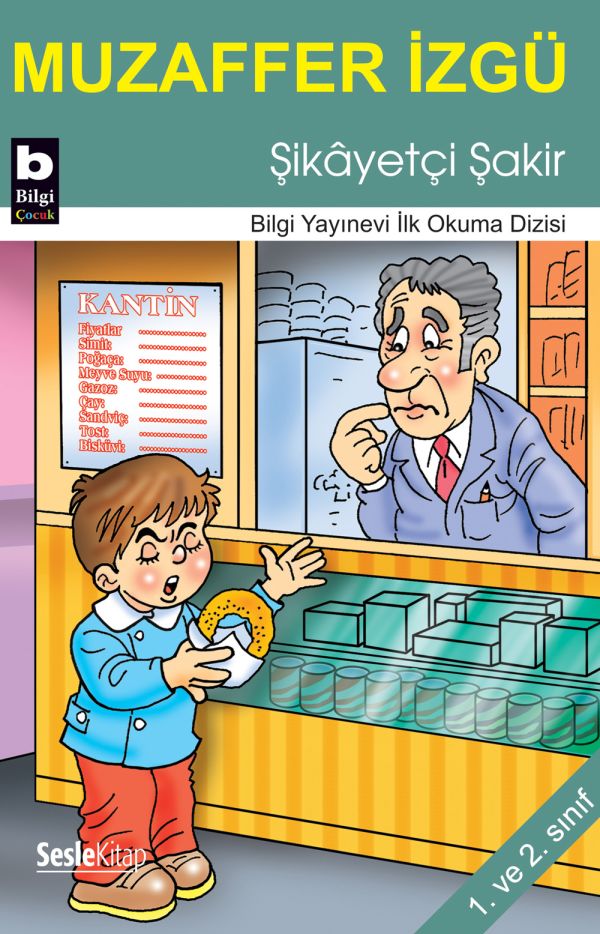 MUZAFFER İZGÜ
Şikâyetçi Şakir
b
Bilgi
Çocuk
Bilgi Yayınevi İlk Okuma Dizisi
KANTİN
Fiyatlar ..................
Simit: ..................
Poğaça: ..................
Meyve Suyu: ..................
Gazoz: ..................
Çay: ..................
Sandviç: ..................
Tost: ..................
Bisküvi: ..................
SesleKitap
1. ve 2. sınıf